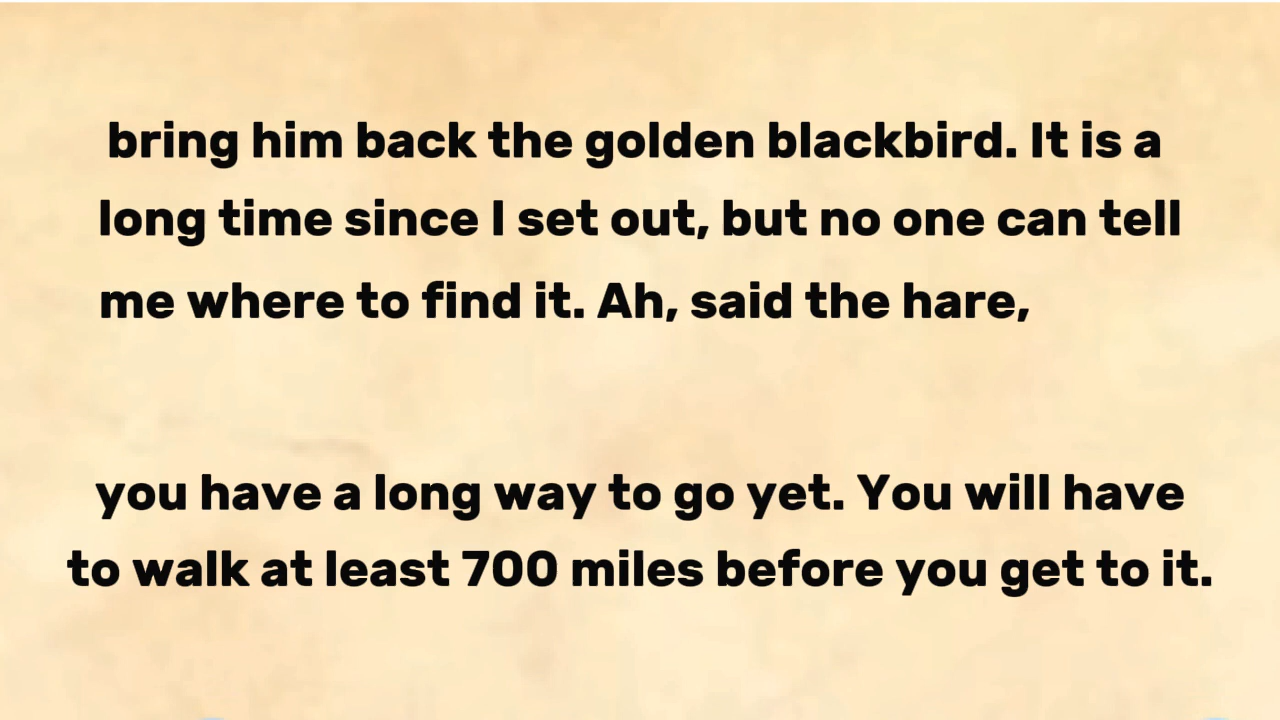 bring him back the golden blackbird. It is a
long time since I set out, but no one can tell
me where to find it. Ah, said the hare,
you have a long way to go yet. You will have
to walk at least 700 miles before you get to it.